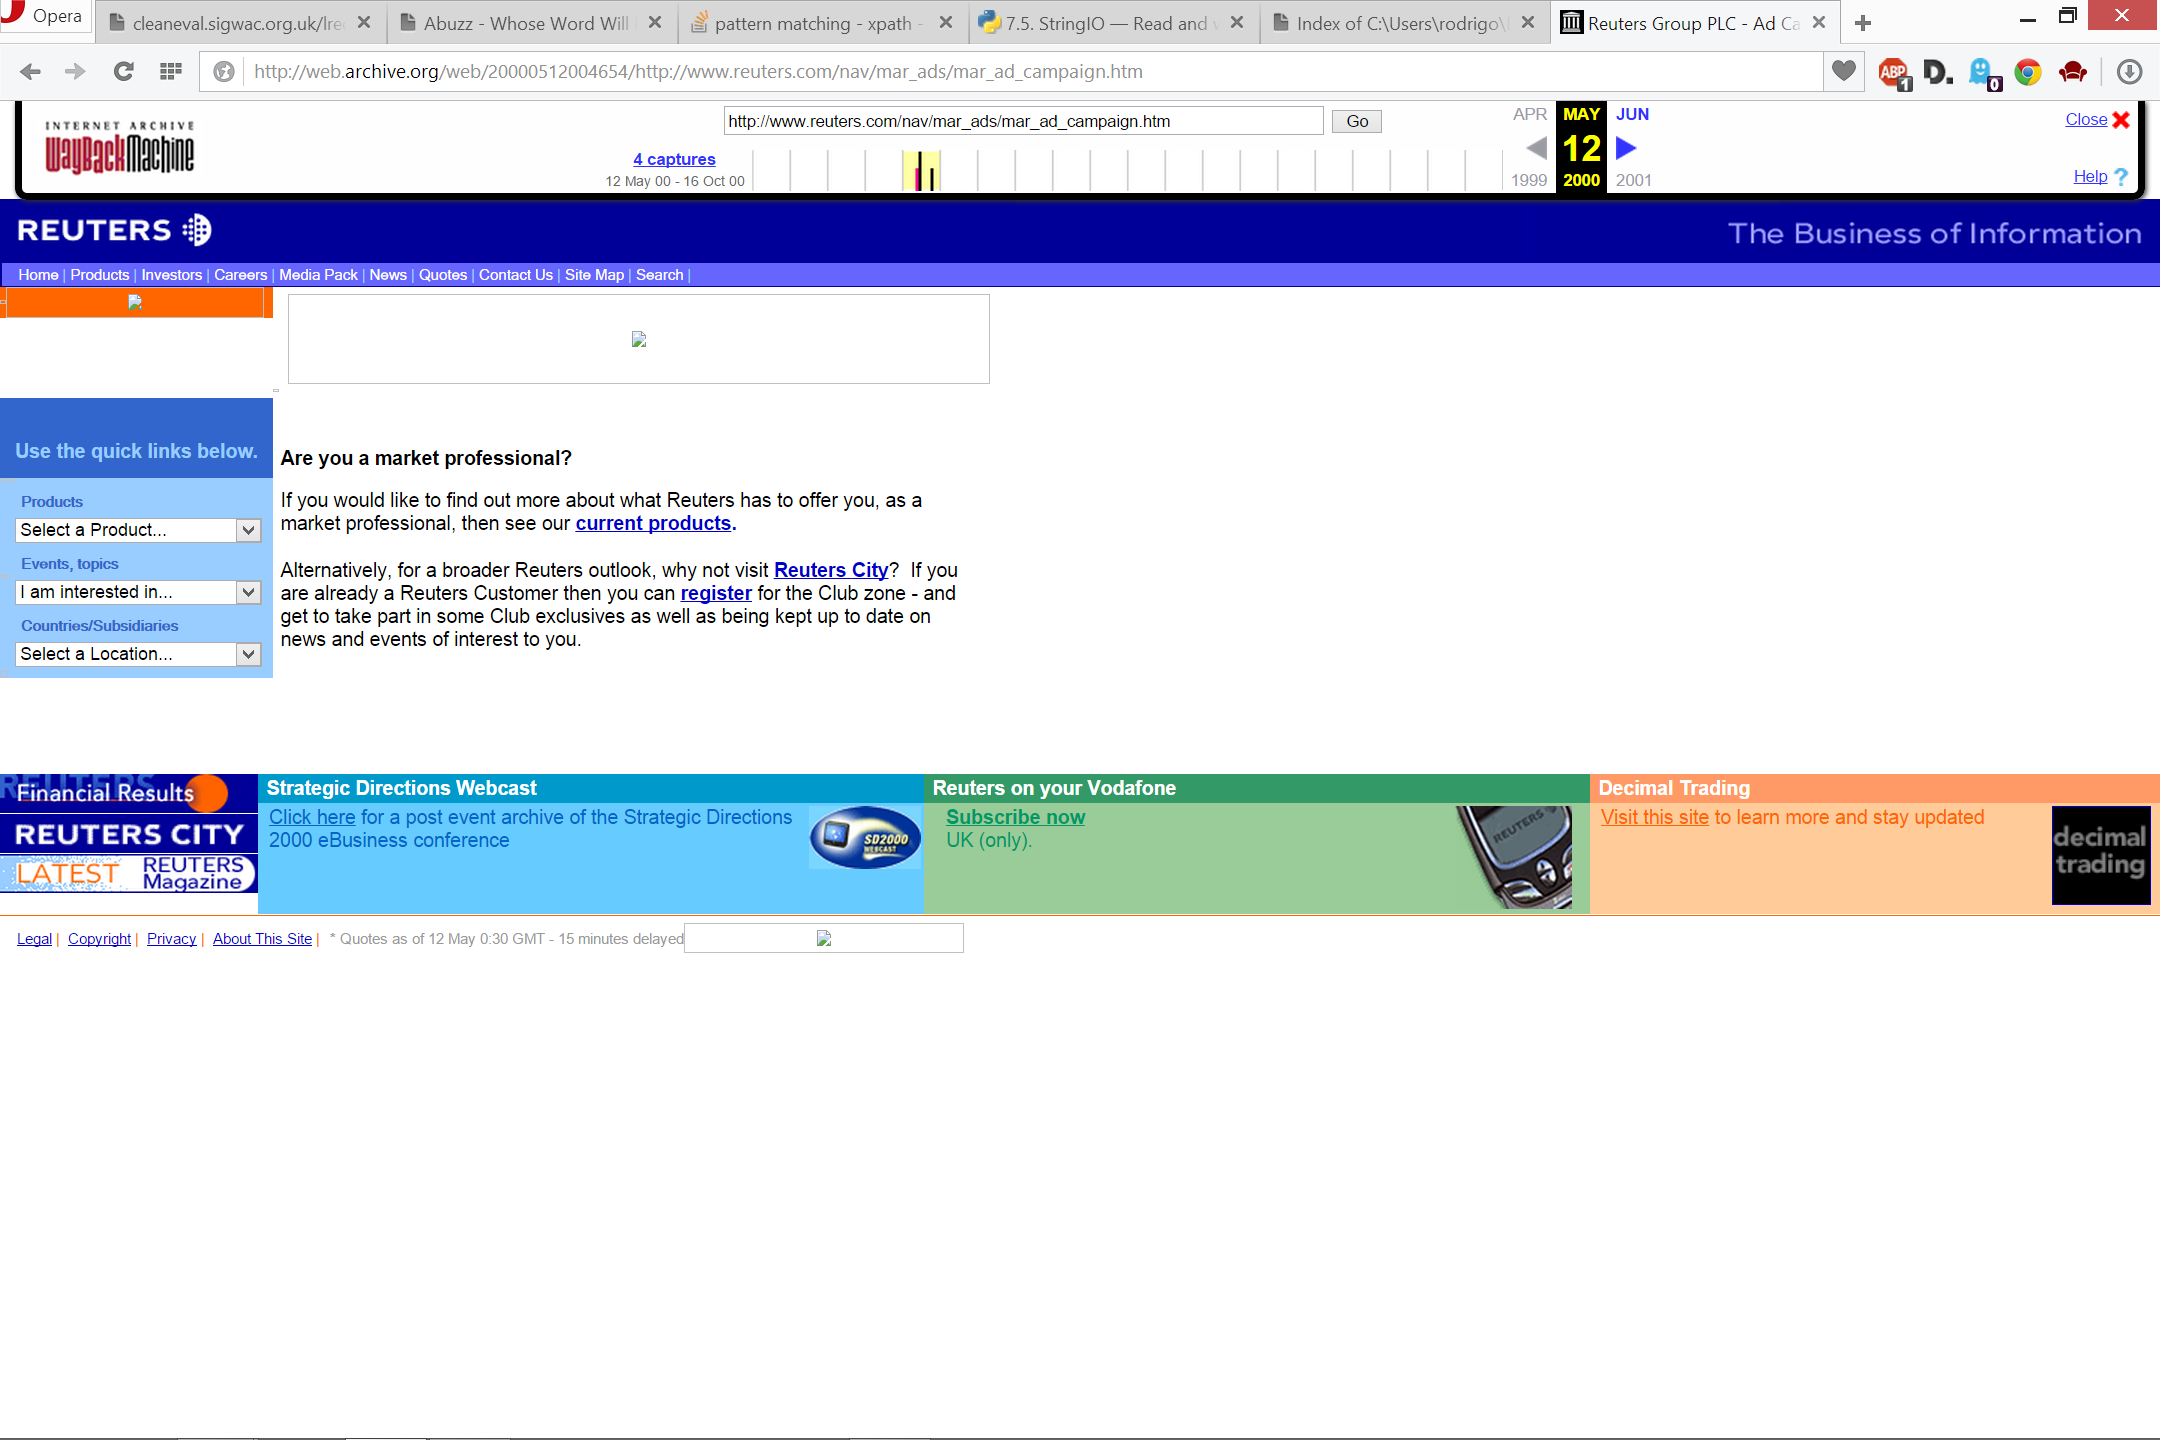 Opera
cleaneval.sigwac.org.uk/lre
Abuzz - Whose Word Will
pattern matching - xpath -
7.5. StringIO — Read and
Index of C:\Users\rodrigo\
Reuters Group PLC - Ad Ca
http://web.archive.org/web/20000512004654/http://www.reuters.com/nav/mar_ads/mar_ad_campaign.htm
ABP 1
D.
0
INTERNET ARCHIVE
WayBackMachine
http://www.reuters.com/nav/mar_ads/mar_ad_campaign.htm
Go
APR MAY JUN
Close
4 captures
12
12 May 00 - 16 Oct 00
1999 2000 2001
Help ?
REUTERS
The Business of Information
Home | Products | Investors | Careers | Media Pack | News | Quotes | Contact Us | Site Map | Search |
Use the quick links below.
Products
Select a Product...
Events, topics
I am interested in...
Countries/Subsidiaries
Select a Location...
Are you a market professional?
If you would like to find out more about what Reuters has to offer you, as a
market professional, then see our current products.
Alternatively, for a broader Reuters outlook, why not visit Reuters City? If you
are already a Reuters Customer then you can register for the Club zone - and
get to take part in some Club exclusives as well as being kept up to date on
news and events of interest to you.
REUTERS
Financial Results
REUTERS CITY
LATEST REUTERS
Magazine
Strategic Directions Webcast
Click here for a post event archive of the Strategic Directions
2000 eBusiness conference
SD2000
WEBCAST
Reuters on your Vodafone
Subscribe now
UK (only).
REUTERS
Decimal Trading
Visit this site to learn more and stay updated
decimal
trading
Legal | Copyright | Privacy | About This Site | * Quotes as of 12 May 0:30 GMT - 15 minutes delayed